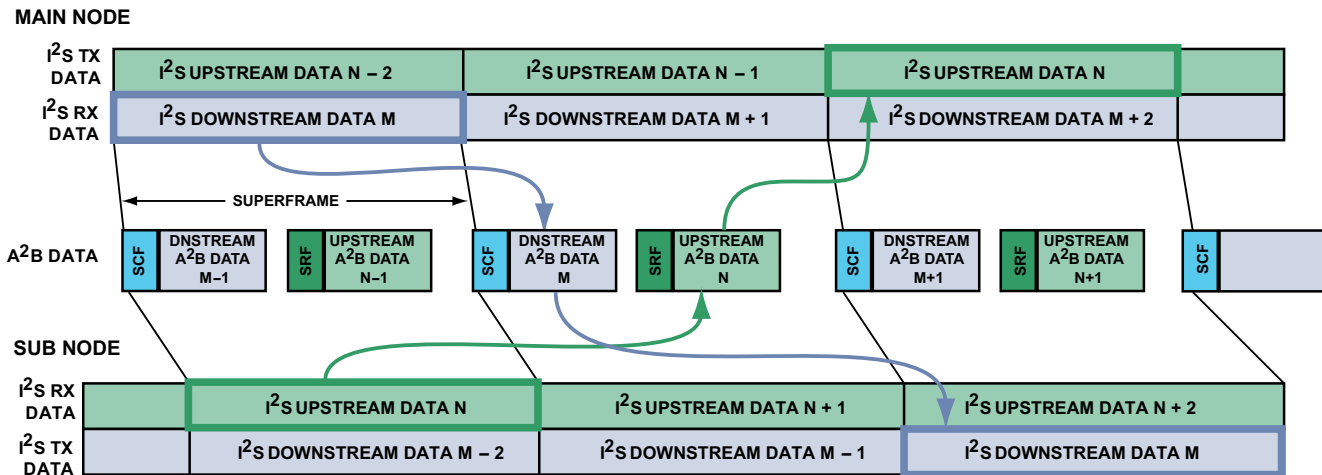 MAIN NODE
I2S TX
DATA
I2S UPSTREAM DATA N – 2
I2S UPSTREAM DATA N – 1
I2S UPSTREAM DATA N
I2S RX
DATA
I2S DOWNSTREAM DATA M
I2S DOWNSTREAM DATA M + 1
I2S DOWNSTREAM DATA M + 2
SUPERFRAME
A2B DATA
SCF
DNSTREAM
A2B DATA
M–1
SRF
UPSTREAM
A2B DATA
N–1
SCF
DNSTREAM
A2B DATA
M
SRF
UPSTREAM
A2B DATA
N
SCF
DNSTREAM
A2B DATA
M+1
SRF
UPSTREAM
A2B DATA
N+1
SCF
SUB NODE
I2S RX
DATA
I2S UPSTREAM DATA N
I2S UPSTREAM DATA N + 1
I2S UPSTREAM DATA N + 2
I2S TX
DATA
I2S DOWNSTREAM DATA M – 2
I2S DOWNSTREAM DATA M – 1
I2S DOWNSTREAM DATA M